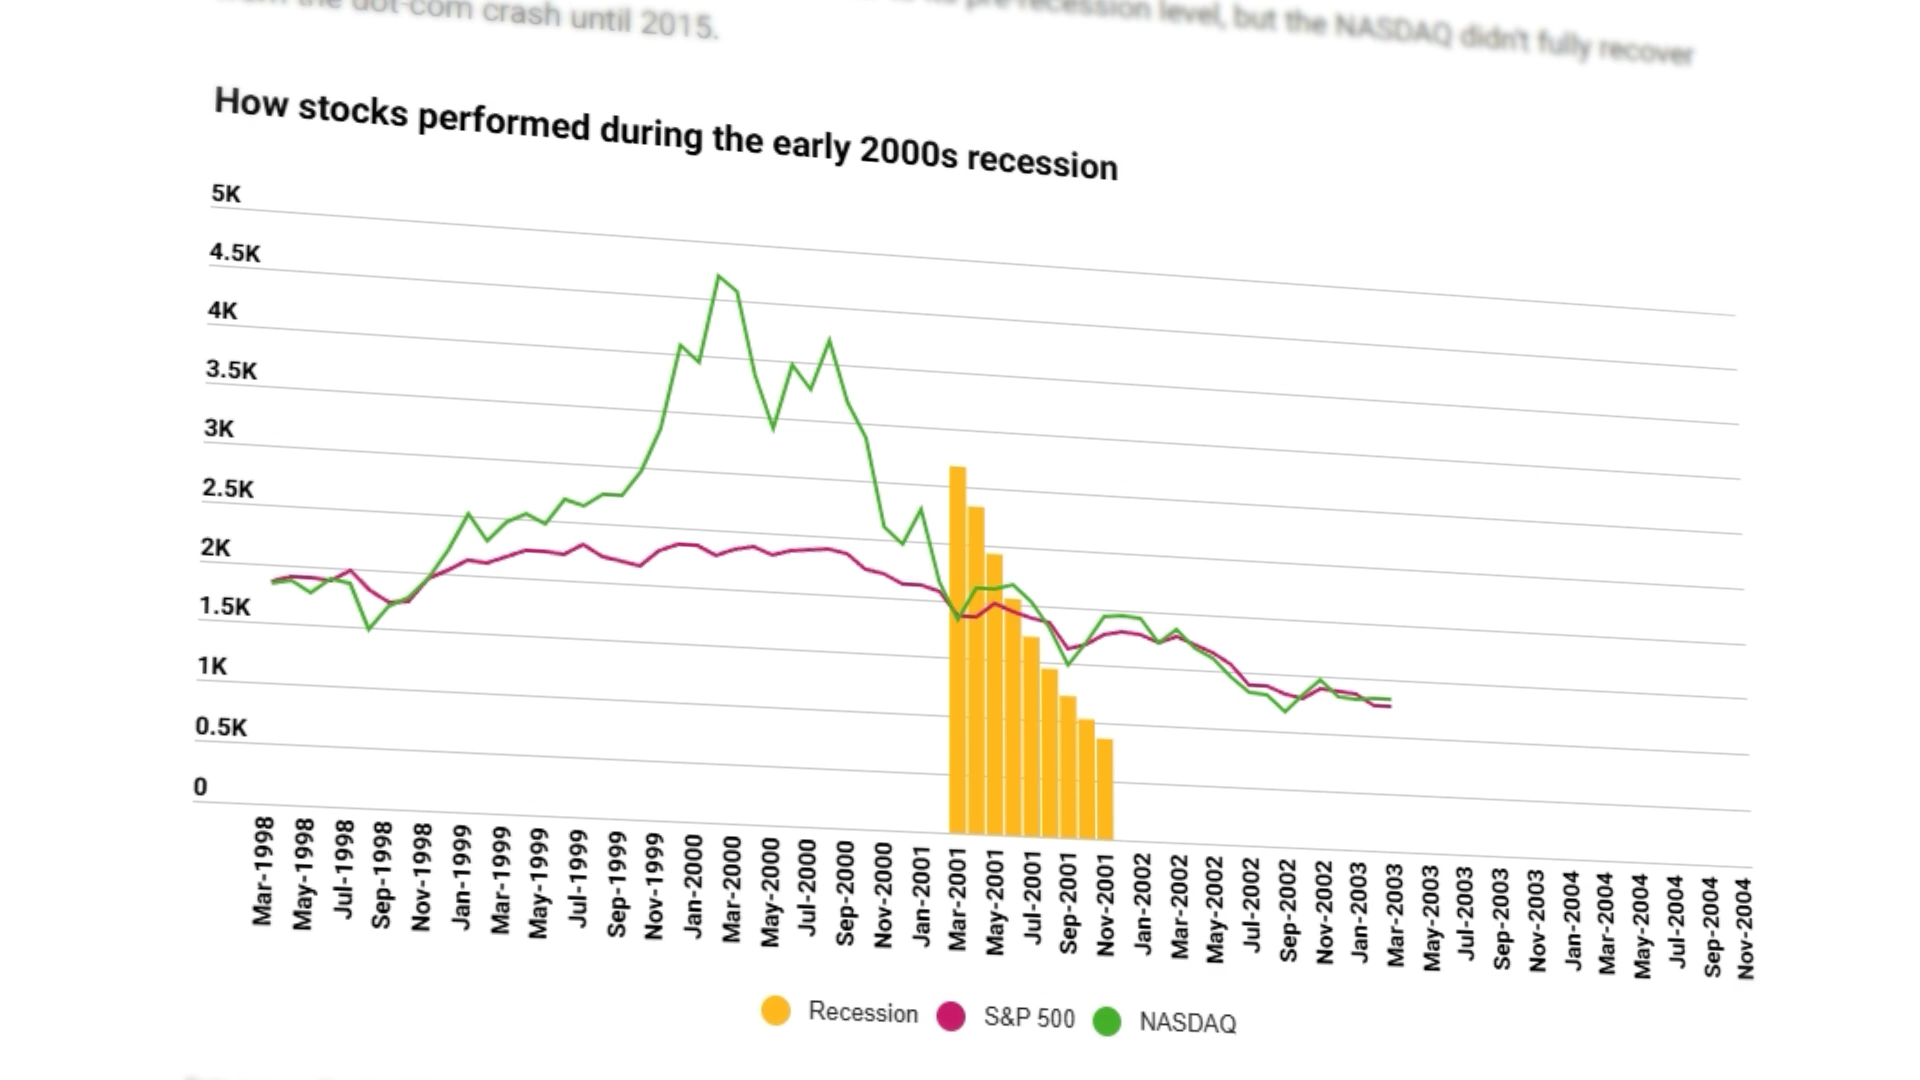 pre-recession level, but the NASDAQ didn't fully recover
the dot-com crash until 2015.
How stocks performed during the early 2000s recession
5K
4.5K
4K
3.5K
3K
2.5K
2K
1.5K
1K
0.5K
0
Mar-1998
May-1998
Jul-1998
Sep-1998
Nov-1998
Jan-1999
Mar-1999
May-1999
Jul-1999
Sep-1999
Nov-1999
Jan-2000
Mar-2000
May-2000
Jul-2000
Sep-2000
Nov-2000
Jan-2001
Mar-2001
May-2001
Jul-2001
Sep-2001
Nov-2001
Jan-2002
Mar-2002
May-2002
Jul-2002
Sep-2002
Nov-2002
Jan-2003
Mar-2003
May-2003
Jul-2003
Sep-2003
Nov-2003
Jan-2004
Mar-2004
May-2004
Jul-2004
Sep-2004
Nov-2004
Recession
S&P 500
NASDAQ